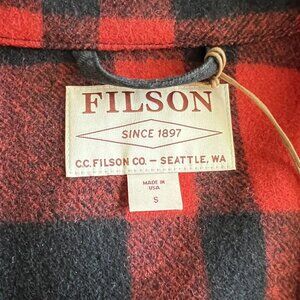 FILSON
SINCE 1897
C.C. FILSON CO. — SEATTLE, WA
MADE IN
USA
S